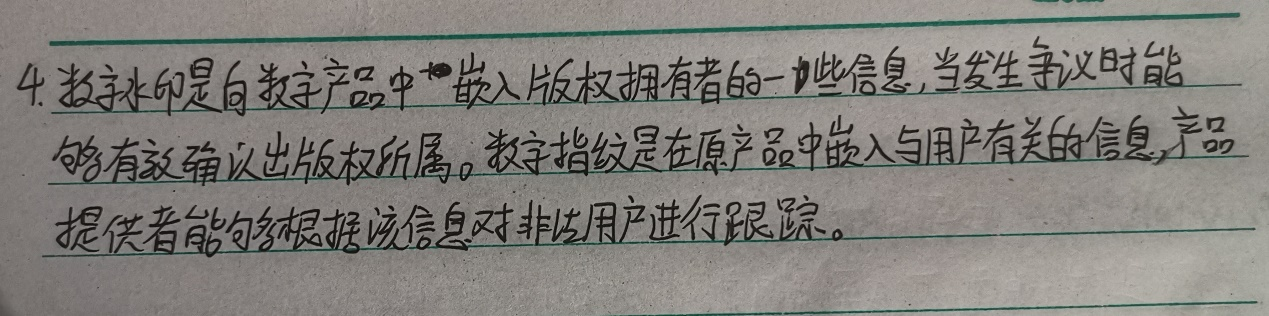 4. 数字水印是向数字产品中嵌入版权拥有者的一些信息,当发生争议时能
够有效确认出版权所属。数字指纹是在原产品中嵌入与用户有关的信息,产品
提供者能够根据该信息对非法用户进行跟踪。